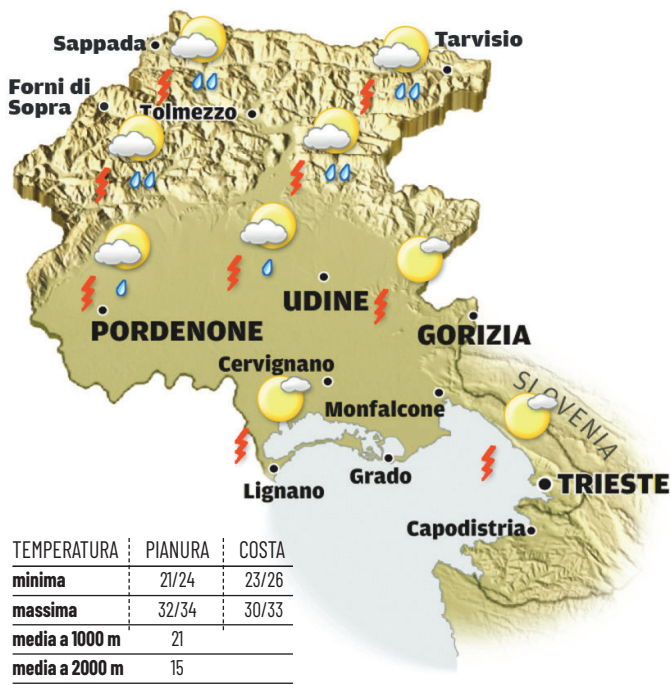 Sappada
Tarvisio
Forni di
Sopra
Tolmezzo
UDINE
PORDENONE
GORIZIA
Cervignano
SLOVENIA
Monfalcone
Grado
Lignano
TRIESTE
Capodistria
TEMPERATURA PIANURA COSTA
minima 21/24 23/26
massima 32/34 30/33
media a 1000 m 21
media a 2000 m 15